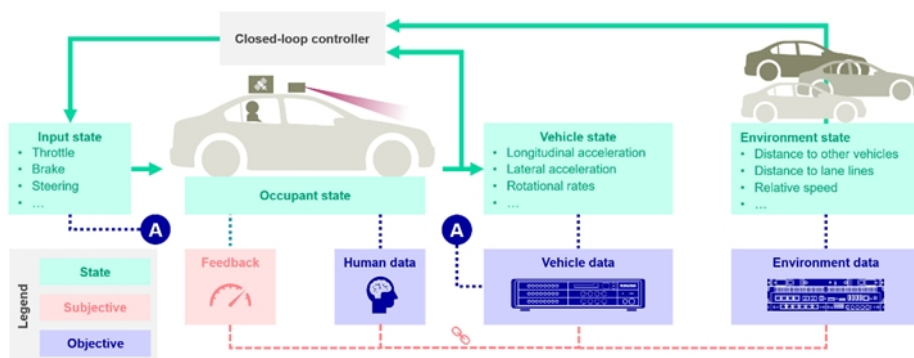 Closed-loop controller
Input state
• Throttle
• Brake
• Steering
• ...
Occupant state
Vehicle state
• Longitudinal acceleration
• Lateral acceleration
• Rotational rates
• ...
Environment state
• Distance to other vehicles
• Distance to lane lines
• Relative speed
• ...
A
A
Legend
State
Subjective
Objective
Feedback
Human data
Vehicle data
Environment data